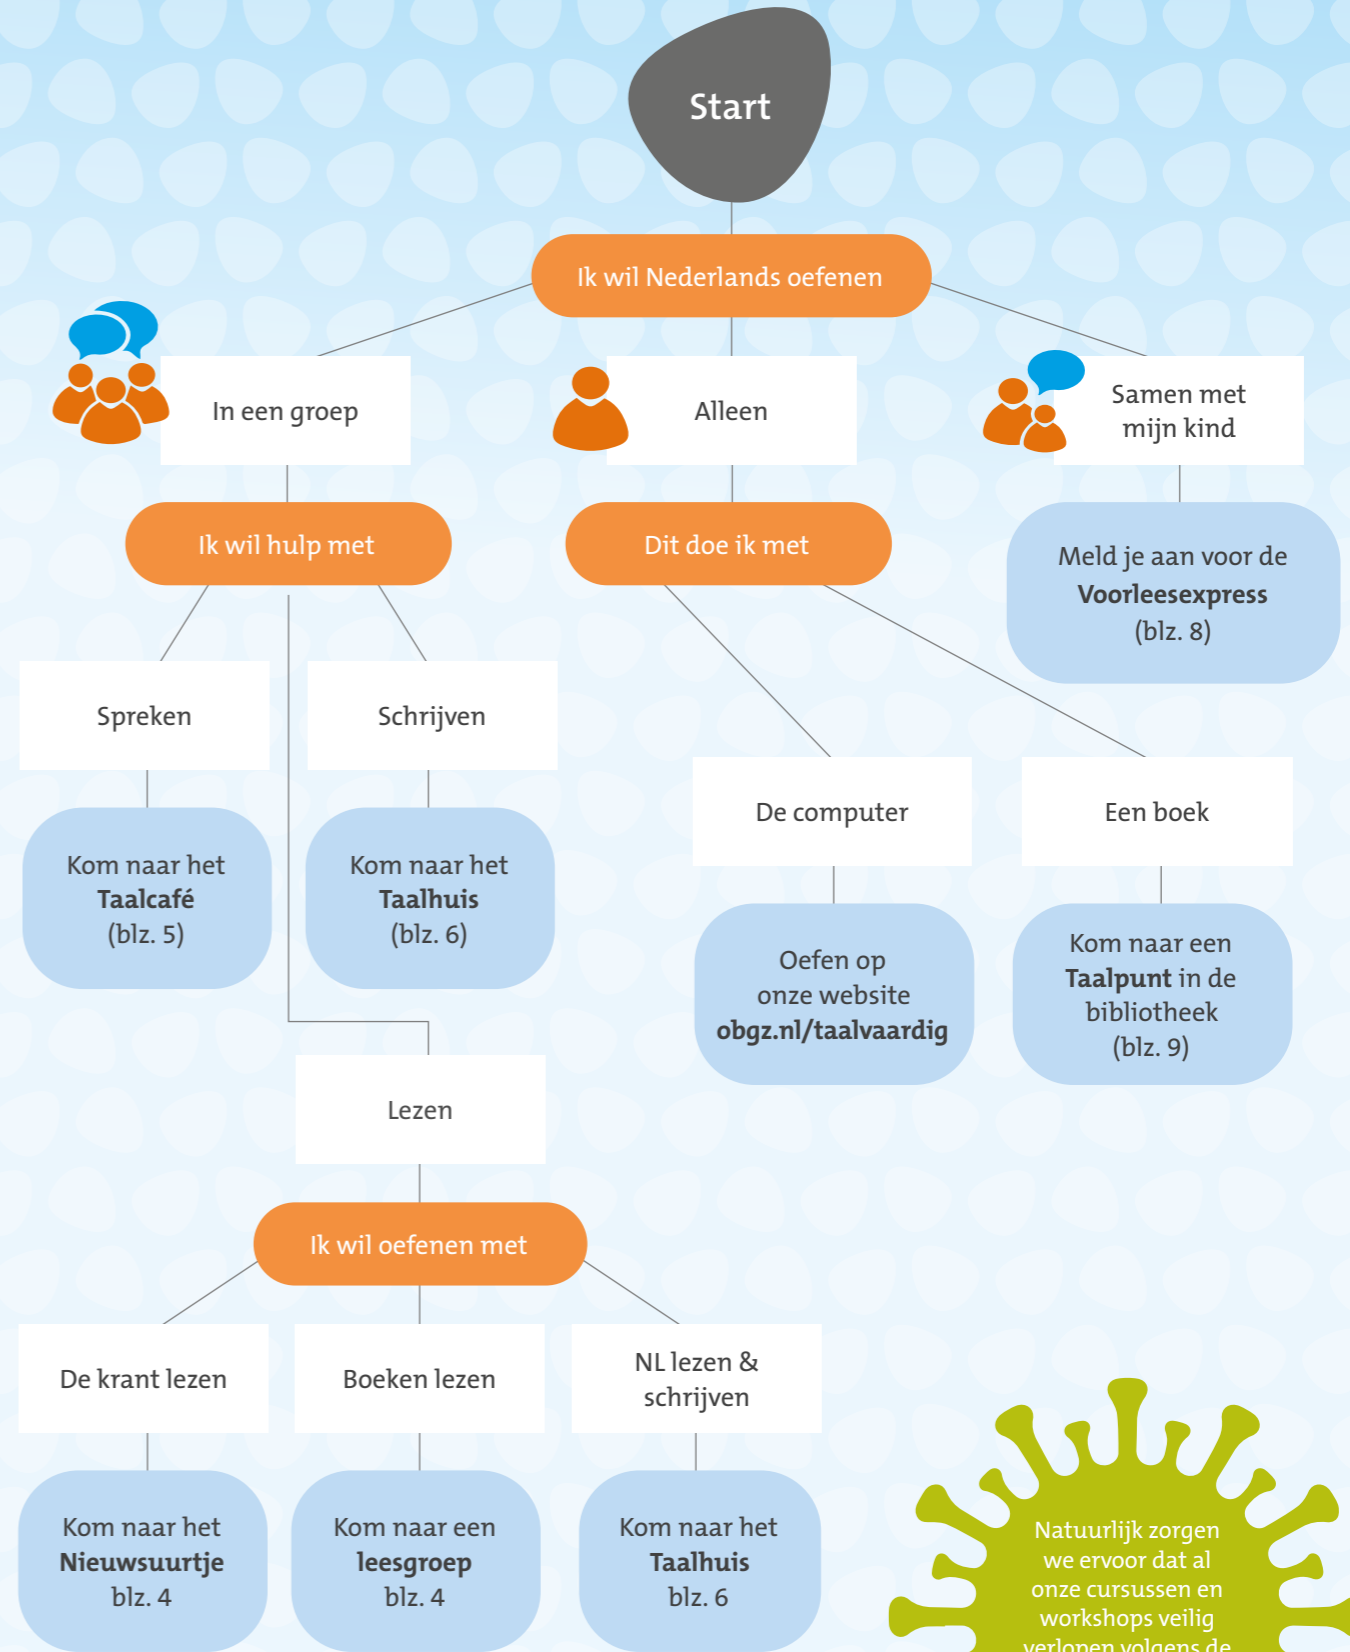 Start
Ik wil Nederlands oefenen
In een groep
Alleen
Samen met
mijn kind
Ik wil hulp met
Dit doe ik met
Meld je aan voor de
Voorleesexpress
(blz. 8)
Spreken
Schrijven
De computer
Een boek
Kom naar het
Taalcafé
(blz. 5)
Kom naar het
Taalhuis
(blz. 6)
Oefen op
onze website
obgz.nl/taalvaardig
Kom naar een
Taalpunt in de
bibliotheek
(blz. 9)
Lezen
Ik wil oefenen met
De krant lezen
Boeken lezen
NL lezen &
schrijven
Kom naar het
Nieuwsuurtje
blz. 4
Kom naar een
leesgroep
blz. 4
Kom naar het
Taalhuis
blz. 6
Natuurlijk zorgen
we ervoor dat al
onze cursussen en
workshops veilig
verlopen volgens de